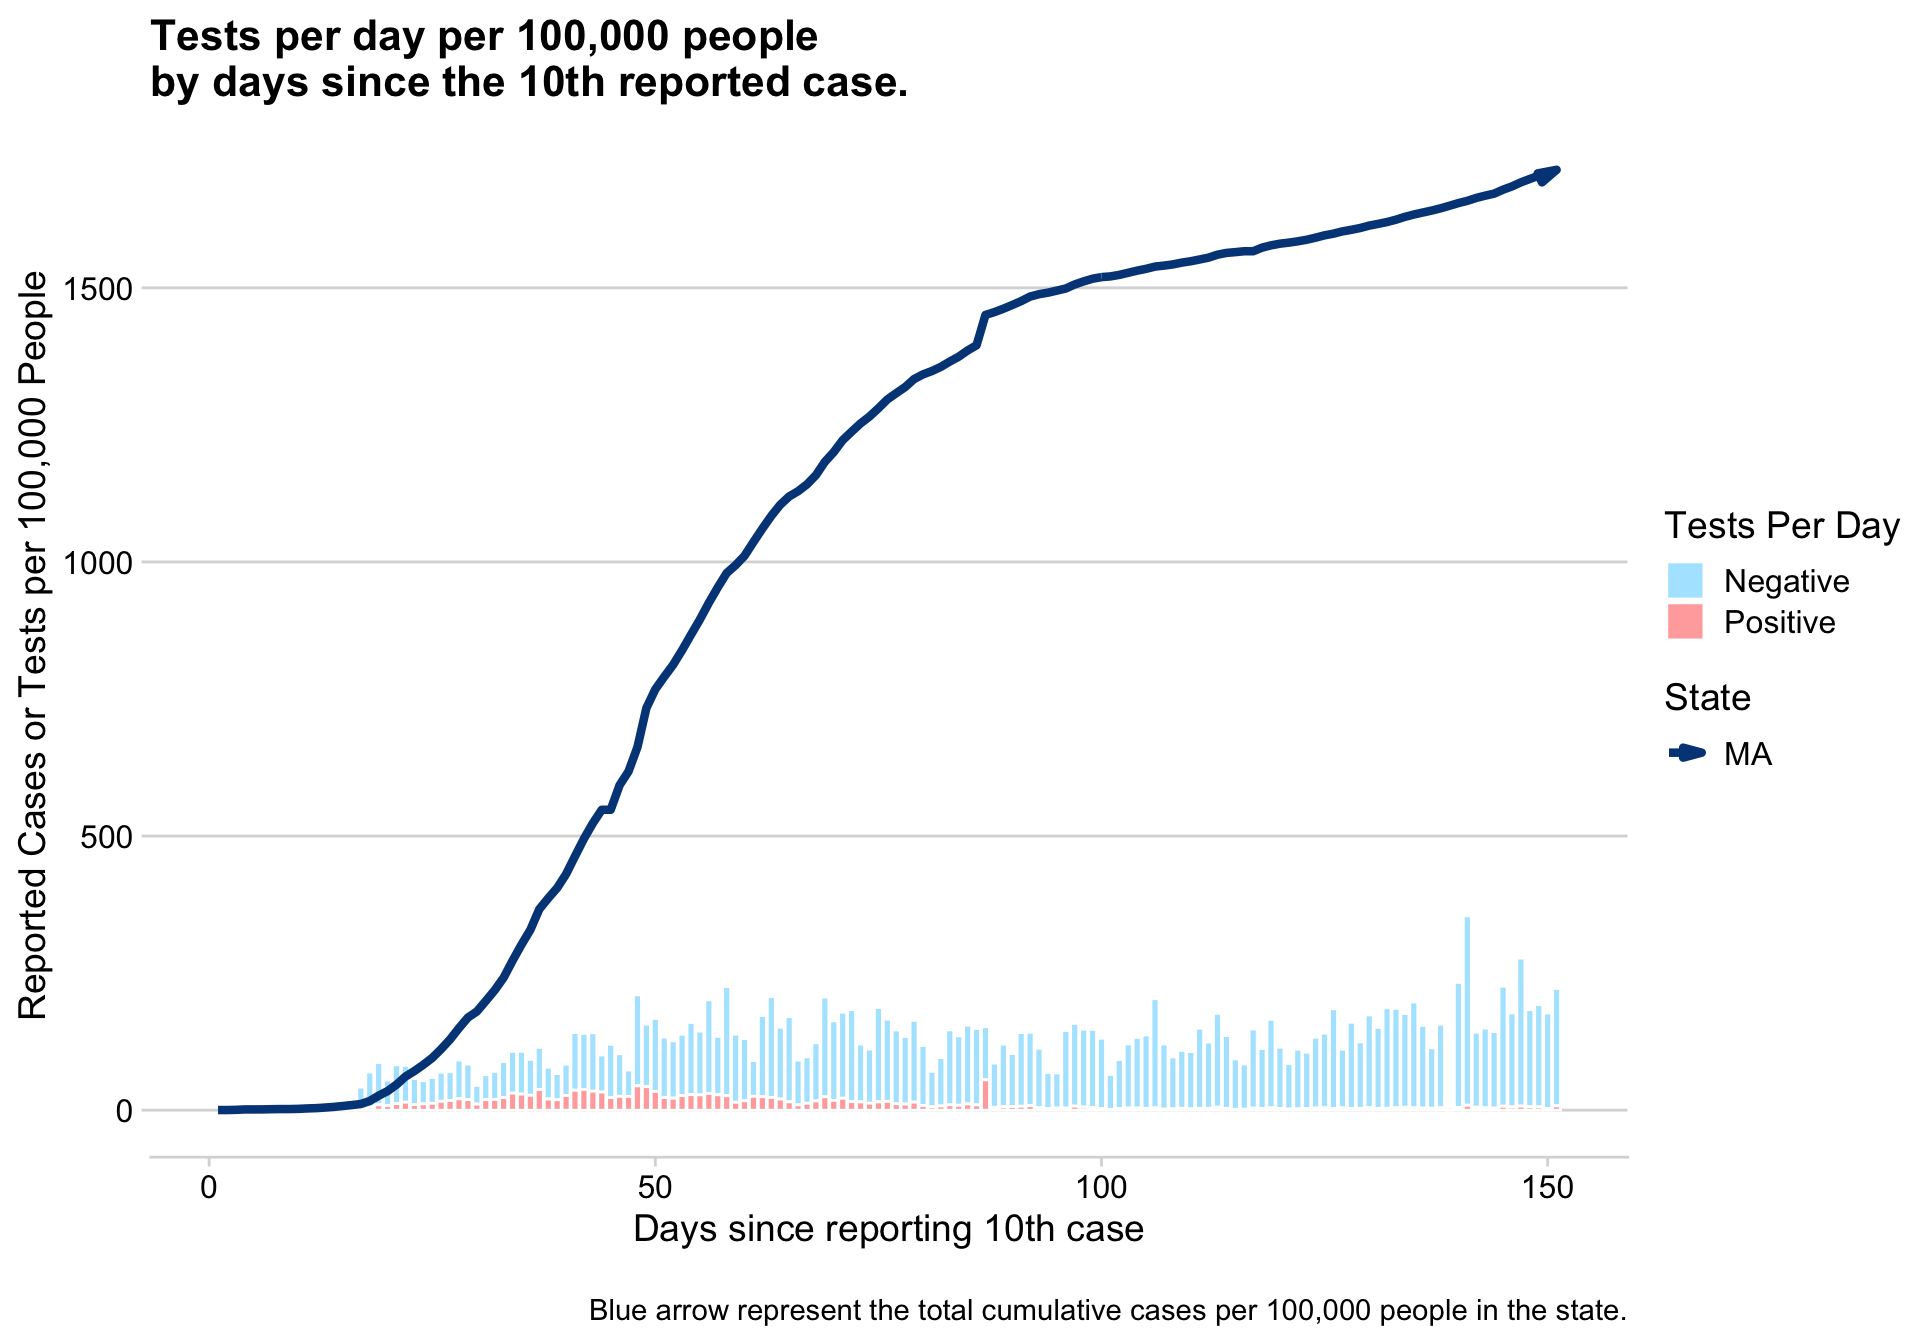 Tests per day per 100,000 people
by days since the 10th reported case.
Reported Cases or Tests per 100,000 People
1500
1000
500
0
0
50
100
150
Days since reporting 10th case
Tests Per Day
Negative
Positive
State
MA
Blue arrow represent the total cumulative cases per 100,000 people in the state.